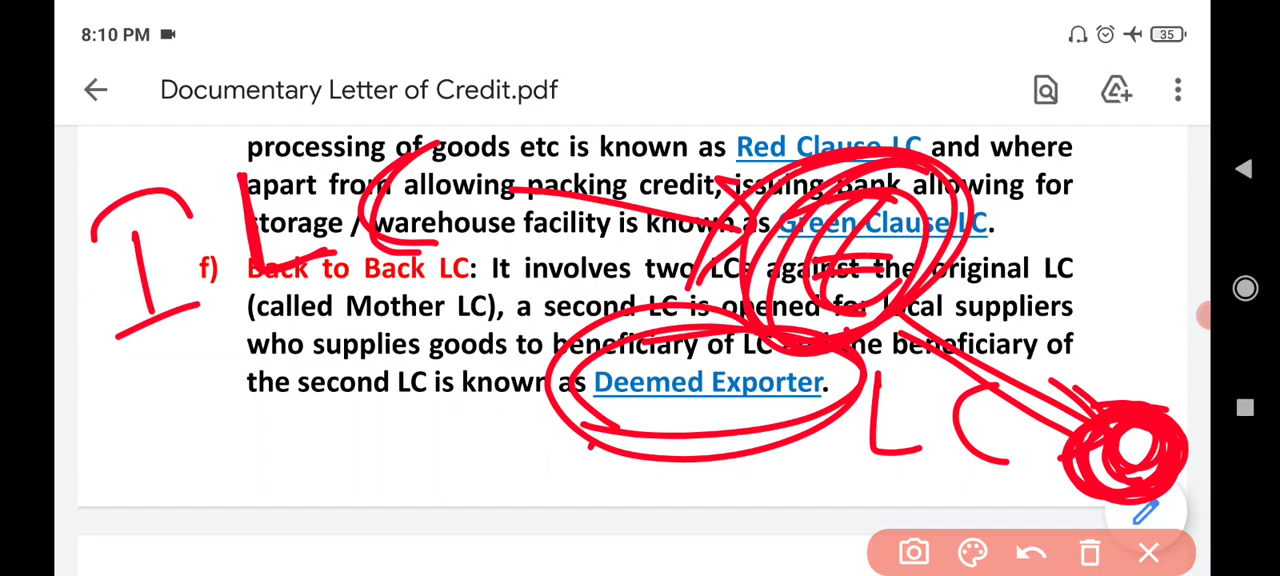 8:10 PM
35
Documentary Letter of Credit.pdf
processing of goods etc is known as Red Clause LC and where
apart from allowing packing credit, issuing bank allowing for
storage / warehouse facility is known as Green Clause LC.
f) Back to Back LC: It involves two LCs against the original LC
(called Mother LC), a second LC is opened for local suppliers
who supplies goods to beneficiary of LC and the beneficiary of
the second LC is known as Deemed Exporter.
I LC E
LC